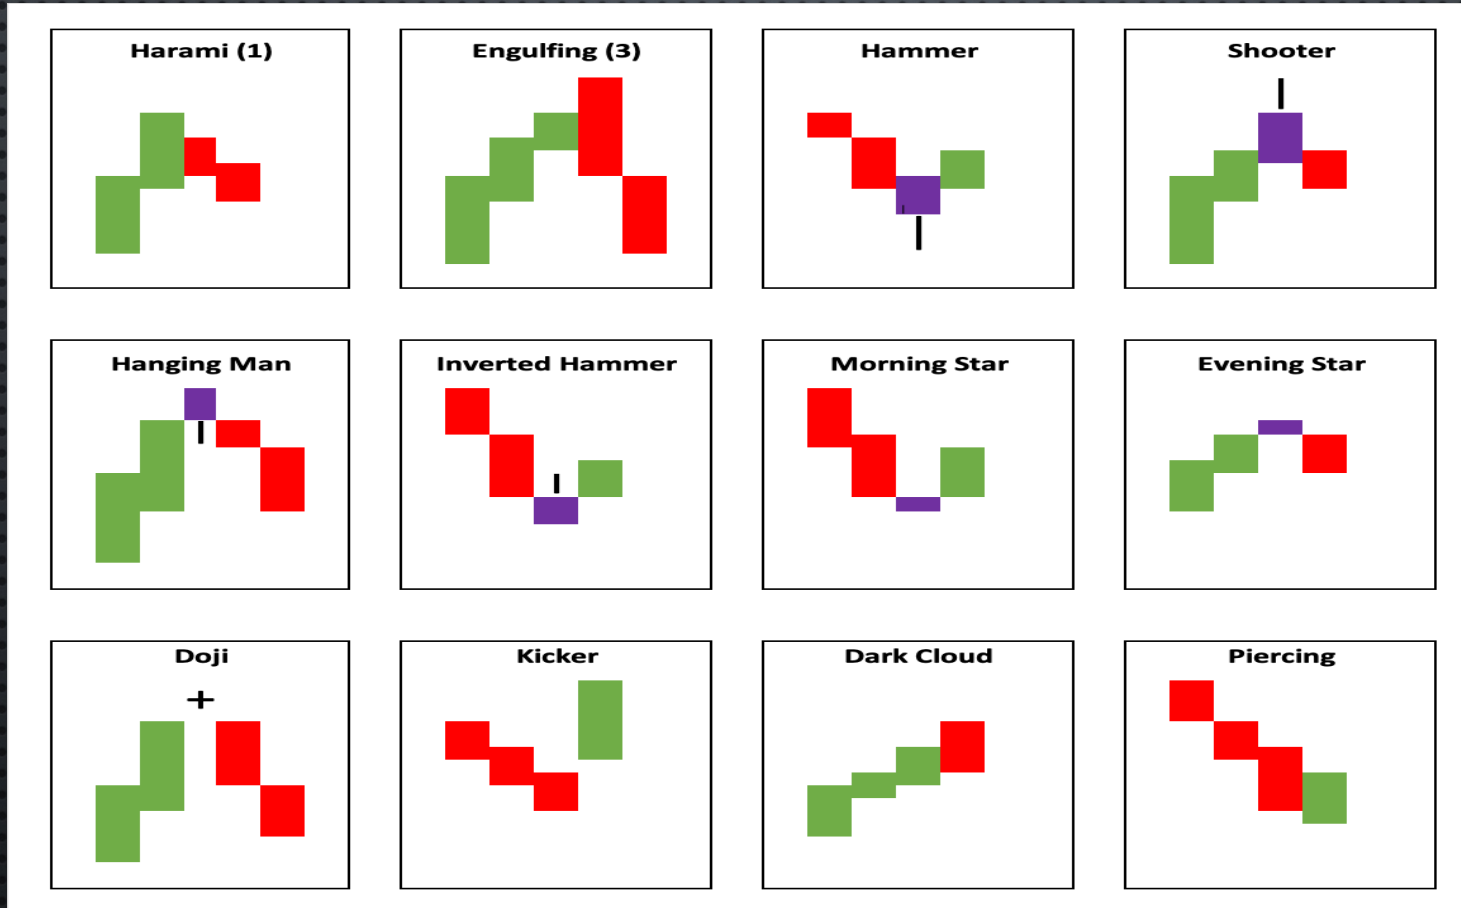 Harami (1)
Engulfing (3)
Hammer
Shooter
Hanging Man
Inverted Hammer
Morning Star
Evening Star
Doji
Kicker
Dark Cloud
Piercing